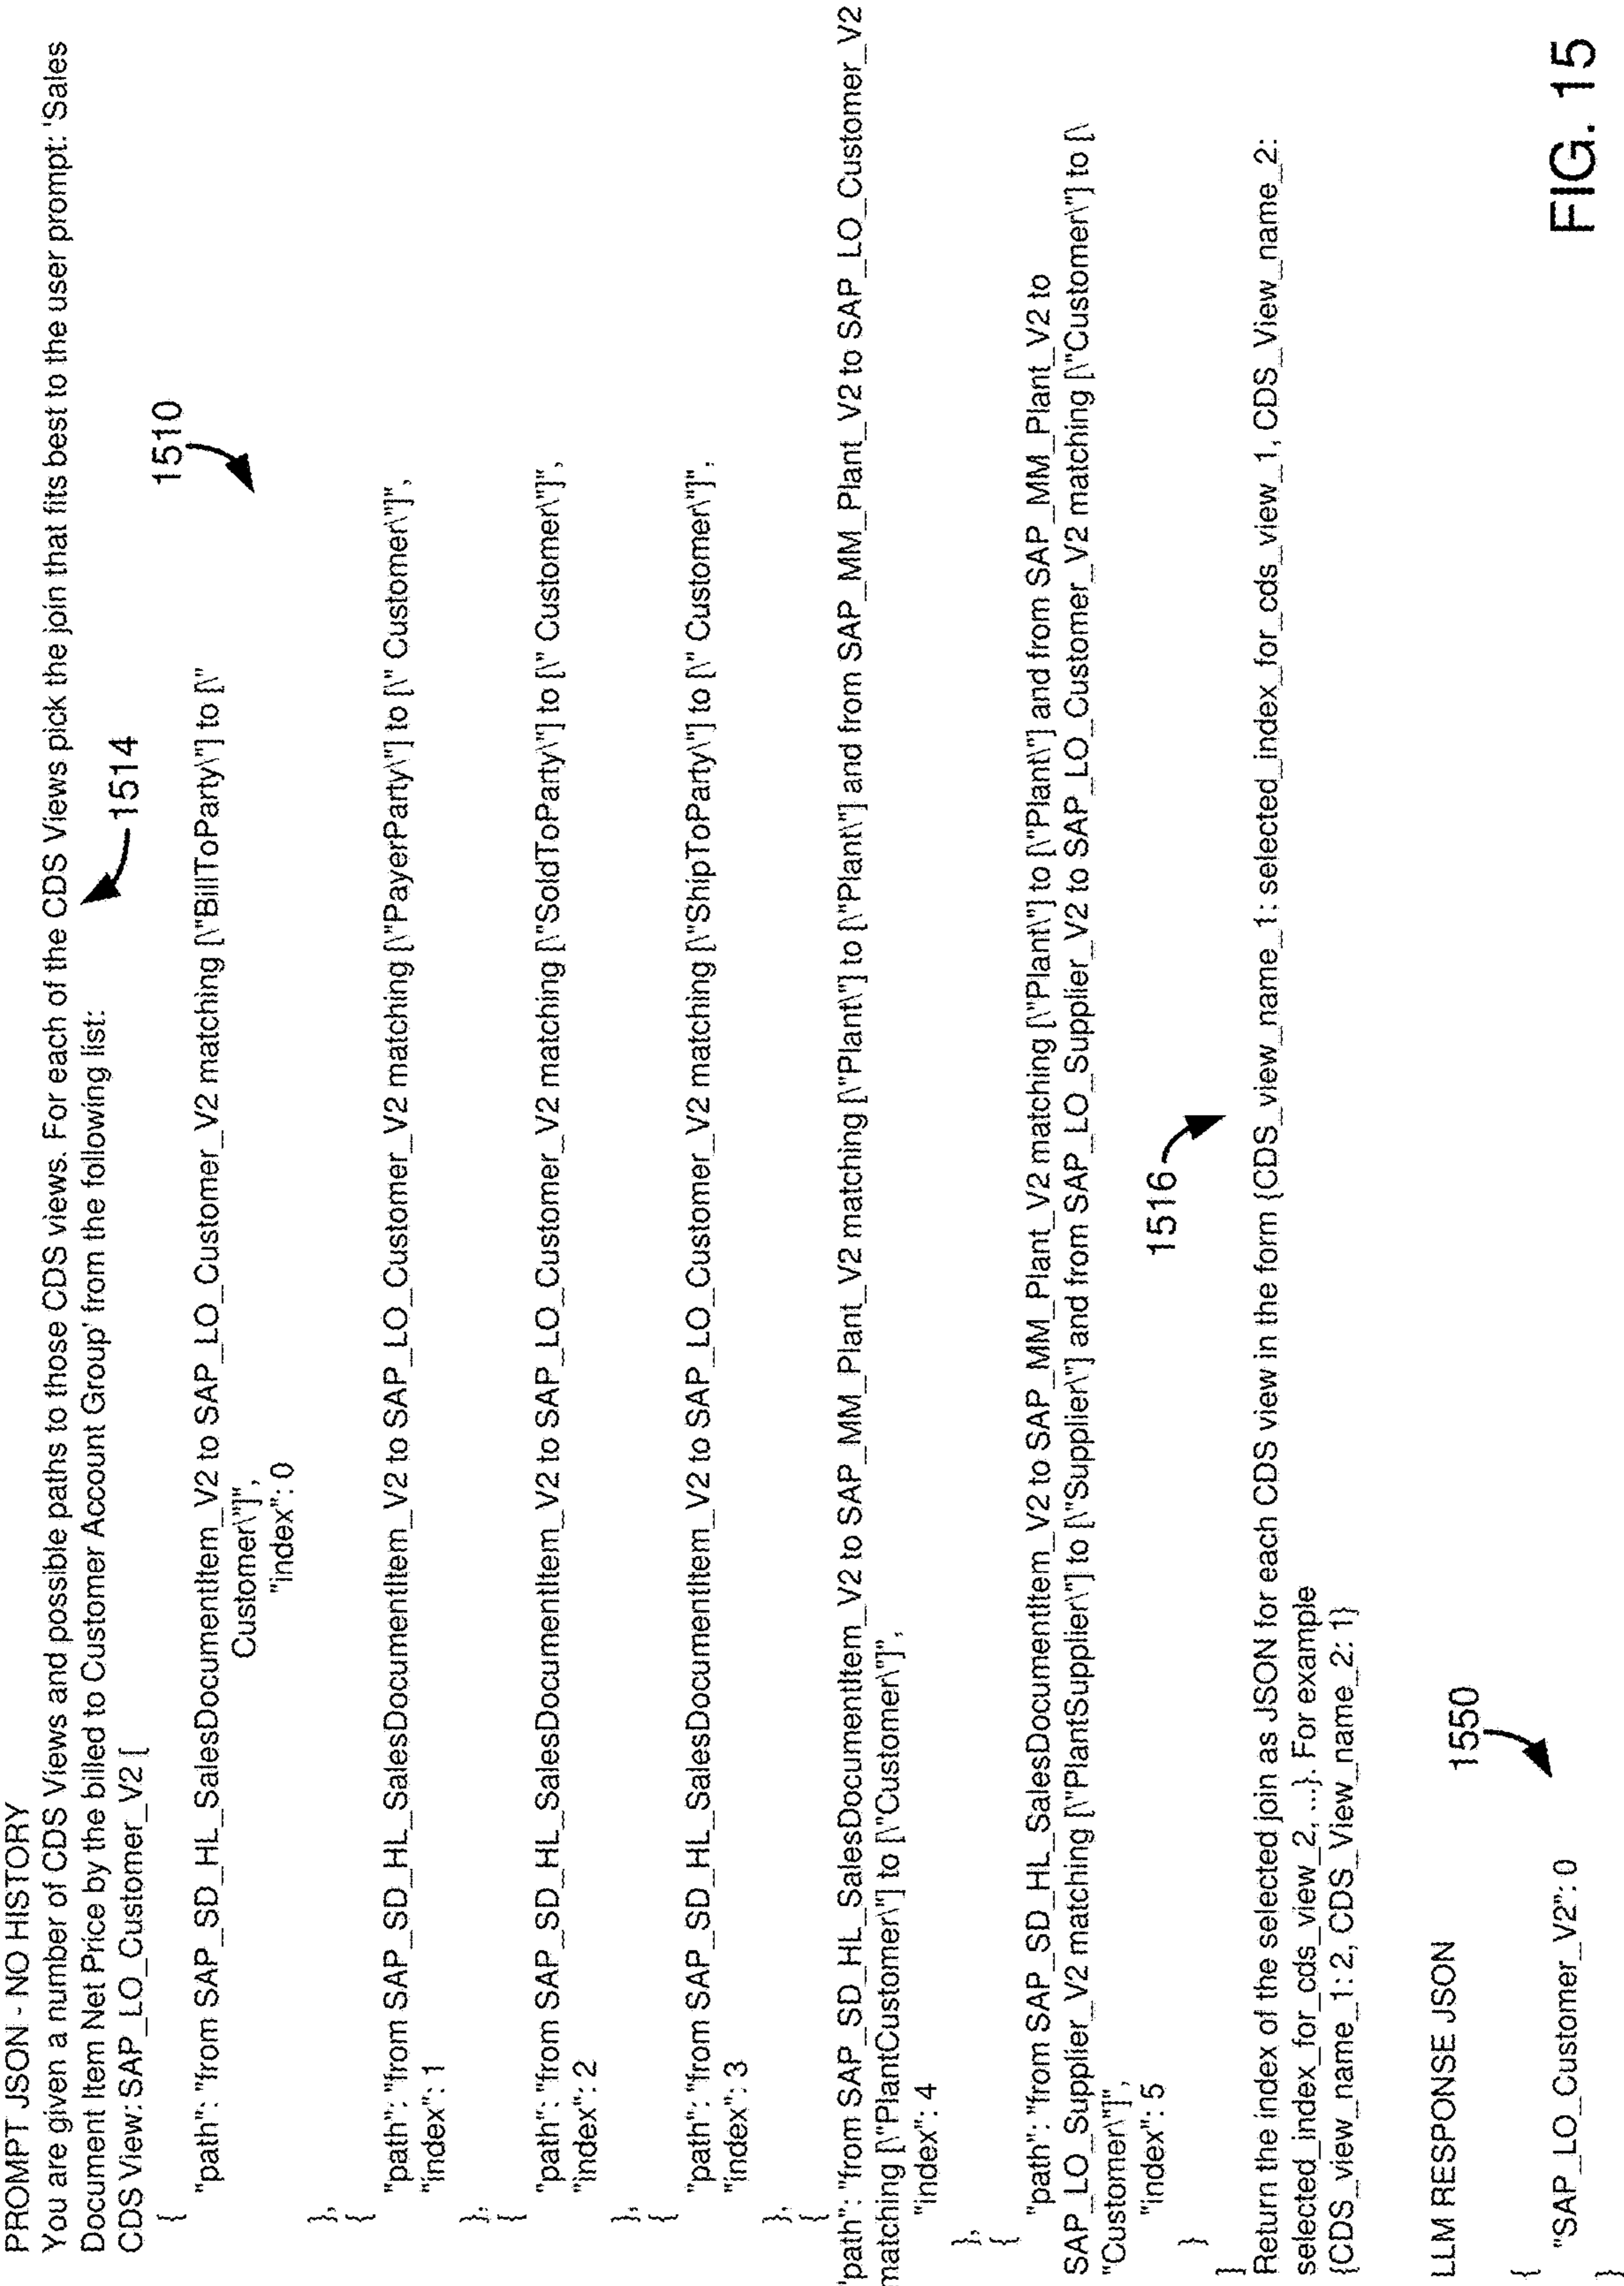 PROMPT JSON - NO HISTORY
You are given a number of CDS Views and possible paths to those CDS views. For each of the CDS Views pick the join that fits best to the user prompt: 'Sales
Document Item Net Price by the billed to Customer Account Group' from the following list:
CDS View: SAP_LO_Customer_V2 [
1514
1510
{
"path": "from SAP_SD_HL_SalesDocumentItem_V2 to SAP_LO_Customer_V2 matching [\"BillToParty\"] to [\"
Customer\"]",
"index": 0
},
{
"path": "from SAP_SD_HL_SalesDocumentItem_V2 to SAP_LO_Customer_V2 matching [\"PayerParty\"] to [\" Customer\"]",
"index": 1
},
{
"path": "from SAP_SD_HL_SalesDocumentItem_V2 to SAP_LO_Customer_V2 matching [\"SoldToParty\"] to [\" Customer\"]",
"index": 2
},
{
"path": "from SAP_SD_HL_SalesDocumentItem_V2 to SAP_LO_Customer_V2 matching [\"ShipToParty\"] to [\" Customer\"]",
"index": 3
},
{
"path": "from SAP_SD_HL_SalesDocumentItem_V2 to SAP_MM_Plant_V2 matching [\"Plant\"] to [\"Plant\"] and from SAP_MM_Plant_V2 to SAP_LO_Customer_V2
matching [\"PlantCustomer\"] to [\"Customer\"]",
"index": 4
},
{
"path": "from SAP_SD_HL_SalesDocumentItem_V2 to SAP_MM_Plant_V2 matching [\"Plant\"] to [\"Plant\"] and from SAP_MM_Plant_V2 to
SAP_LO_Supplier_V2 matching [\"PlantSupplier\"] to [\"Supplier\"] and from SAP_LO_Supplier_V2 to SAP_LO_Customer_V2 matching [\"Customer\"] to [\
"Customer\"]",
"index": 5
}
1516
]
Return the index of the selected join as JSON for each CDS view in the form {CDS_view_name_1: selected_index_for_cds_view_1, CDS_View_name_2:
selected_index_for_cds_view_2, ...}. For example
{CDS_view_name_1: 2, CDS_View_name_2: 1}
LLM RESPONSE JSON
1550
{
"SAP_LO_Customer_V2": 0
}
FIG. 15